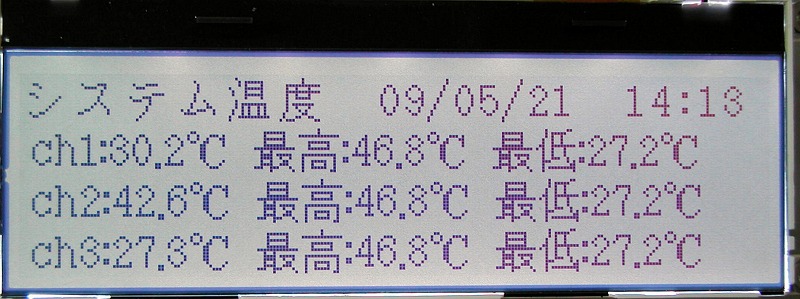 システム温度 09/05/21 14:13
ch1:30.2℃ 最高:46.8℃ 最低:27.2℃
ch2:42.6℃ 最高:46.8℃ 最低:27.2℃
ch3:27.3℃ 最高:46.8℃ 最低:27.2℃